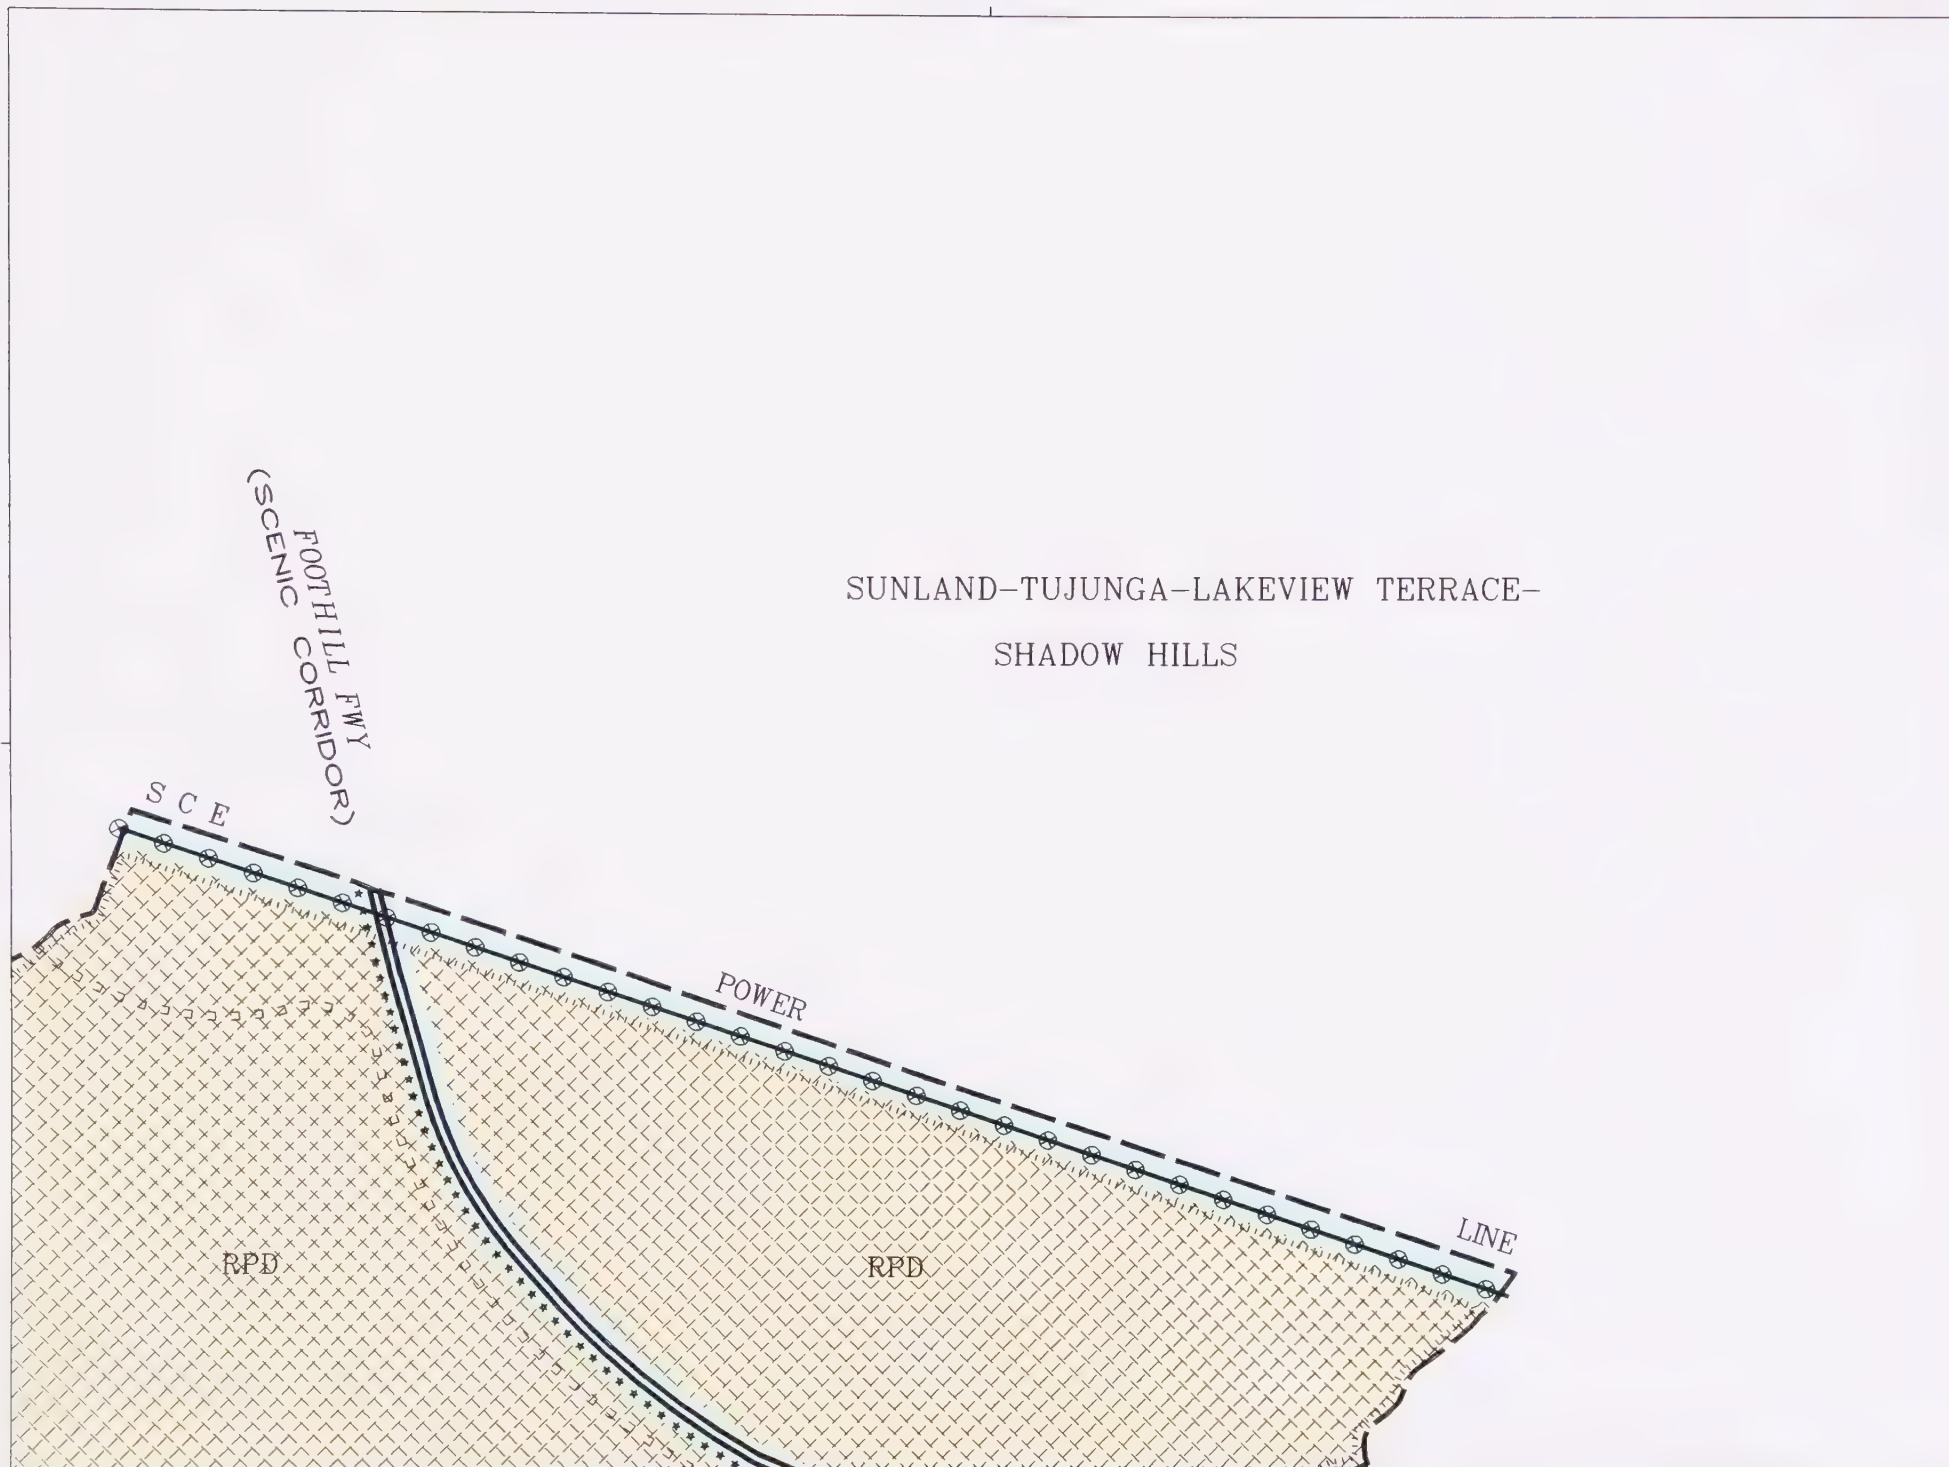 SUNLAND-TUJUNGA-LAKEVIEW TERRACE-
SHADOW HILLS
FOOTHILL FWY
(SCENIC CORRIDOR)
S C E
POWER
LINE
RPD
RPD